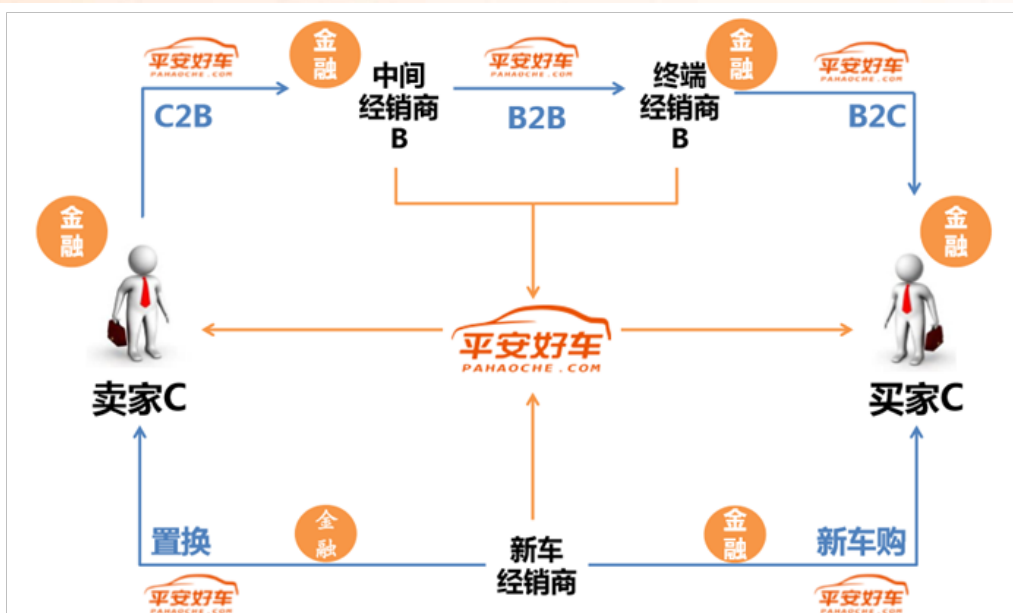 平安好车
PAHAOCHE.COM
金
融
中间
经销商
B
平安好车
PAHAOCHE.COM
终端
经销商
B
金
融
平安好车
PAHAOCHE.COM
C2B
B2B
B2C
金
融
金
融
平安好车
PAHAOCHE.COM
卖家C
买家C
置换
金
融
新车
经销商
金
融
新车购
平安好车
PAHAOCHE.COM
平安好车
PAHAOCHE.COM